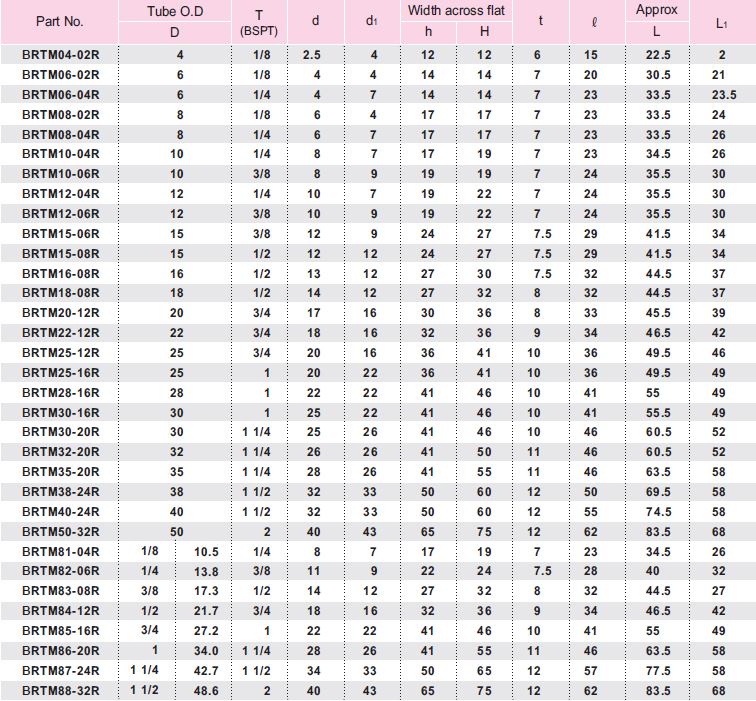 Part No. Tube O.D T (BSPT) d d1 Width across flat t ℓ Approx L1
D h H L
BRTM04-02R 4 1/8 2.5 4 12 12 6 15 22.5 2
BRTM06-02R 6 1/8 4 4 14 14 7 20 30.5 21
BRTM06-04R 6 1/4 4 7 14 14 7 23 33.5 23.5
BRTM08-02R 8 1/8 6 4 17 17 7 23 33.5 24
BRTM08-04R 8 1/4 6 7 17 17 7 23 33.5 26
BRTM10-04R 10 1/4 8 7 17 19 7 23 34.5 26
BRTM10-06R 10 3/8 8 9 19 19 7 24 35.5 30
BRTM12-04R 12 1/4 10 7 19 22 7 24 35.5 30
BRTM12-06R 12 3/8 10 9 19 22 7 24 35.5 30
BRTM15-06R 15 3/8 12 9 24 27 7.5 29 41.5 34
BRTM15-08R 15 1/2 12 12 24 27 7.5 29 41.5 34
BRTM16-08R 16 1/2 13 12 27 30 7.5 32 44.5 37
BRTM18-08R 18 1/2 14 12 27 32 8 32 44.5 37
BRTM20-12R 20 3/4 17 16 30 36 8 33 45.5 39
BRTM22-12R 22 3/4 18 16 32 36 9 34 46.5 42
BRTM25-12R 25 3/4 20 16 36 41 10 36 49.5 46
BRTM25-16R 25 1 20 22 36 41 10 36 49.5 49
BRTM28-16R 28 1 22 22 41 46 10 41 55 49
BRTM30-16R 30 1 25 22 41 46 10 41 55.5 49
BRTM30-20R 30 1 1/4 25 26 41 46 10 46 60.5 52
BRTM32-20R 32 1 1/4 26 26 41 50 11 46 60.5 52
BRTM35-20R 35 1 1/4 28 26 41 55 11 46 63.5 58
BRTM38-24R 38 1 1/2 32 33 50 60 12 50 69.5 58
BRTM40-24R 40 1 1/2 32 33 50 60 12 55 74.5 58
BRTM50-32R 50 2 40 43 65 75 12 62 83.5 68
BRTM81-04R 1/8 10.5 1/4 8 7 17 19 7 23 34.5 26
BRTM82-06R 1/4 13.8 3/8 11 9 22 24 7.5 28 40 32
BRTM83-08R 3/8 17.3 1/2 14 12 27 32 8 32 44.5 27
BRTM84-12R 1/2 21.7 3/4 18 16 32 36 9 34 46.5 42
BRTM85-16R 3/4 27.2 1 22 22 41 46 10 41 55 49
BRTM86-20R 1 34.0 1 1/4 28 26 41 55 11 46 63.5 58
BRTM87-24R 1 1/4 42.7 1 1/2 34 33 50 65 12 57 77.5 58
BRTM88-32R 1 1/2 48.6 2 40 43 65 75 12 62 83.5 68